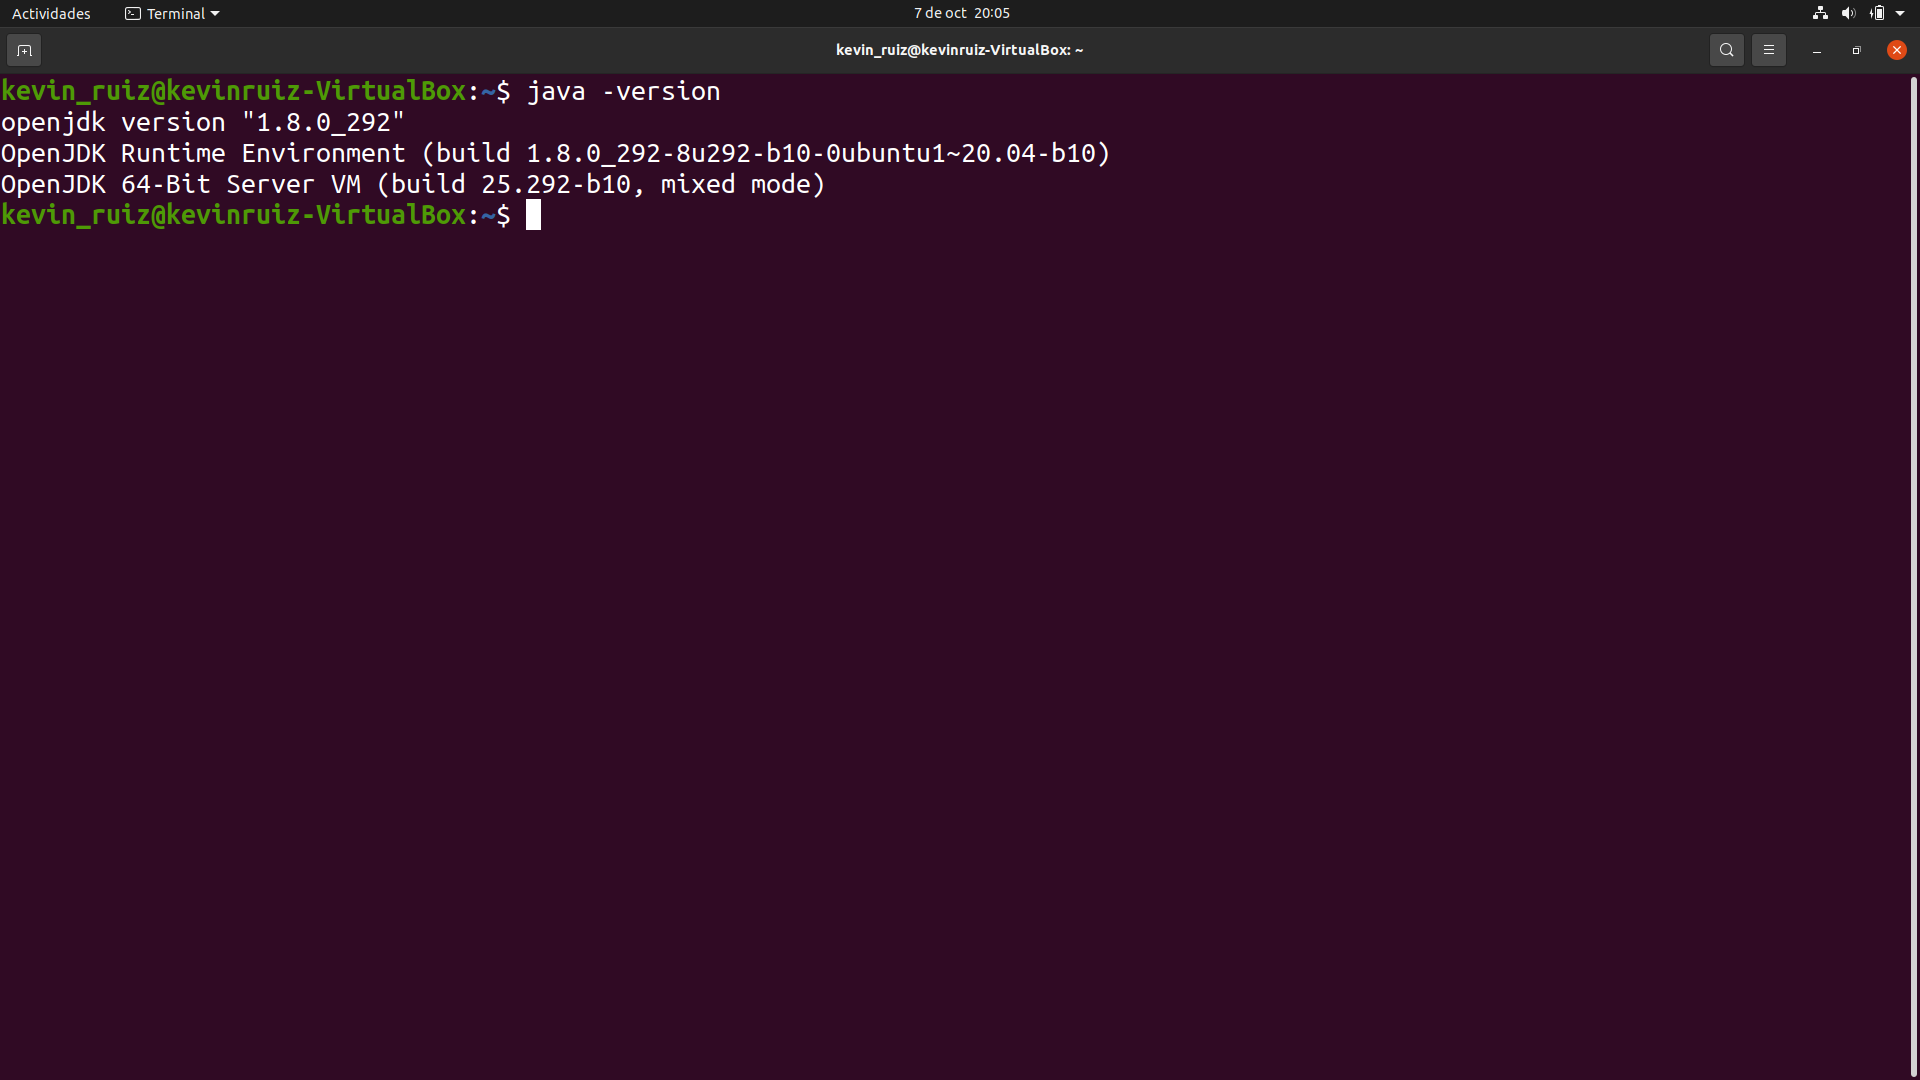 Actividades Terminal 7 de oct 20:05
kevin_ruiz@kevinruiz-VirtualBox: ~
kevin_ruiz@kevinruiz-VirtualBox:~$ java -version
openjdk version "1.8.0_292"
OpenJDK Runtime Environment (build 1.8.0_292-8u292-b10-0ubuntu1~20.04-b10)
OpenJDK 64-Bit Server VM (build 25.292-b10, mixed mode)
kevin_ruiz@kevinruiz-VirtualBox:~$